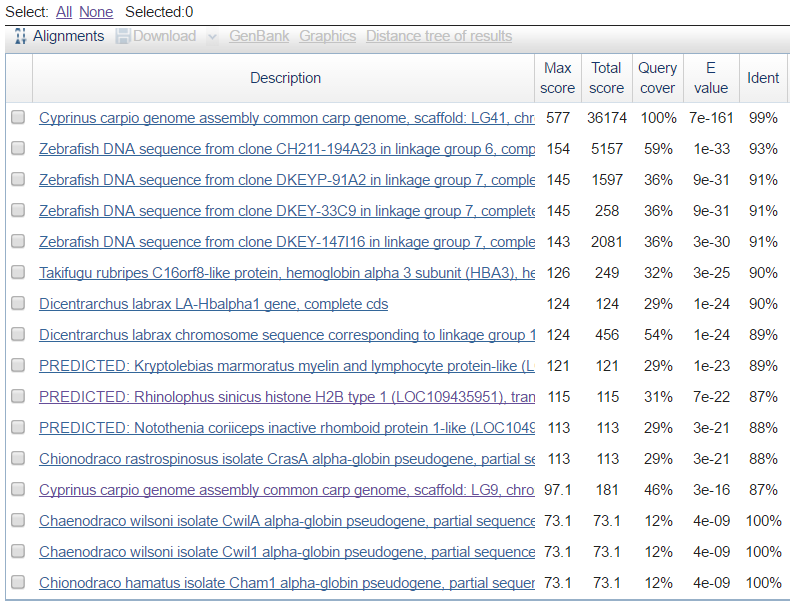 Select: All None Selected:0
Alignments Download GenBank Graphics Distance tree of results
Description Max score Total score Query cover E value Ident
Cyprinus carpio genome assembly common carp genome, scaffold: LG41, chr 577 36174 100% 7e-161 99%
Zebrafish DNA sequence from clone CH211-194A23 in linkage group 6, comp 154 5157 59% 1e-33 93%
Zebrafish DNA sequence from clone DKEYP-91A2 in linkage group 7, comple 145 1597 36% 9e-31 91%
Zebrafish DNA sequence from clone DKEY-33C9 in linkage group 7, complete 145 258 36% 9e-31 91%
Zebrafish DNA sequence from clone DKEY-147I16 in linkage group 7, comple 143 2081 36% 3e-30 91%
Takifugu rubripes C16orf8-like protein, hemoglobin alpha 3 subunit (HBA3), he 126 249 32% 3e-25 90%
Dicentrarchus labrax LA-Hbalpha1 gene, complete cds 124 124 29% 1e-24 90%
Dicentrarchus labrax chromosome sequence corresponding to linkage group 1 124 456 54% 1e-24 89%
PREDICTED: Kryptolebias marmoratus myelin and lymphocyte protein-like (L 121 121 29% 1e-23 89%
PREDICTED: Rhinolophus sinicus histone H2B type 1 (LOC109435951), tran 115 115 31% 7e-22 87%
PREDICTED: Notothenia coriiceps inactive rhomboid protein 1-like (LOC1049 113 113 29% 3e-21 88%
Chionodraco rastrospinosus isolate CrasA alpha-globin pseudogene, partial se 113 113 29% 3e-21 88%
Cyprinus carpio genome assembly common carp genome, scaffold: LG9, chro 97.1 181 46% 3e-16 87%
Chaenodraco wilsoni isolate CwilA alpha-globin pseudogene, partial sequence 73.1 73.1 12% 4e-09 100%
Chaenodraco wilsoni isolate Cwil1 alpha-globin pseudogene, partial sequence 73.1 73.1 12% 4e-09 100%
Chionodraco hamatus isolate Cham1 alpha-globin pseudogene, partial sequer 73.1 73.1 12% 4e-09 100%